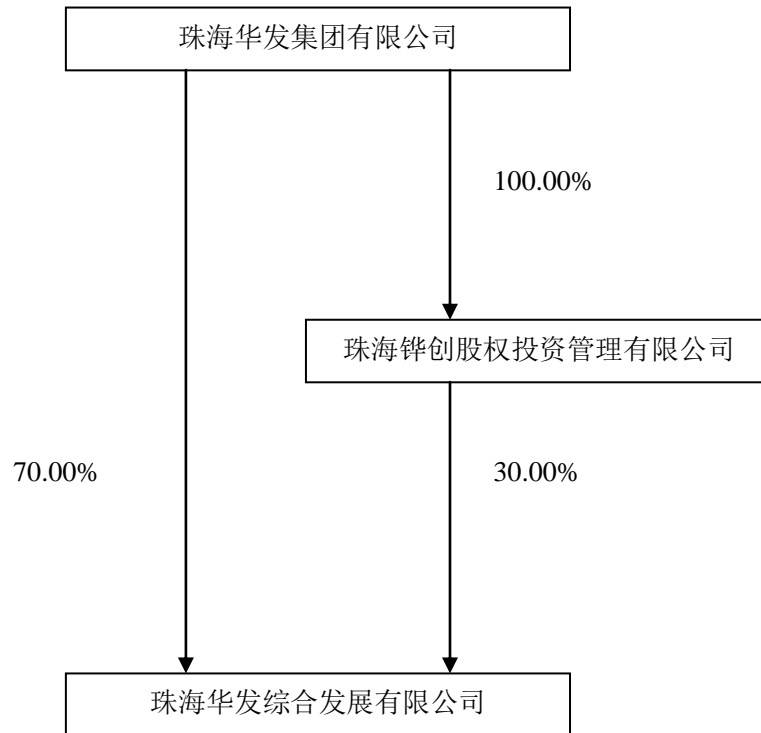 珠海华发集团有限公司
100.00%
珠海铧创股权投资管理有限公司
70.00%
30.00%
珠海华发综合发展有限公司